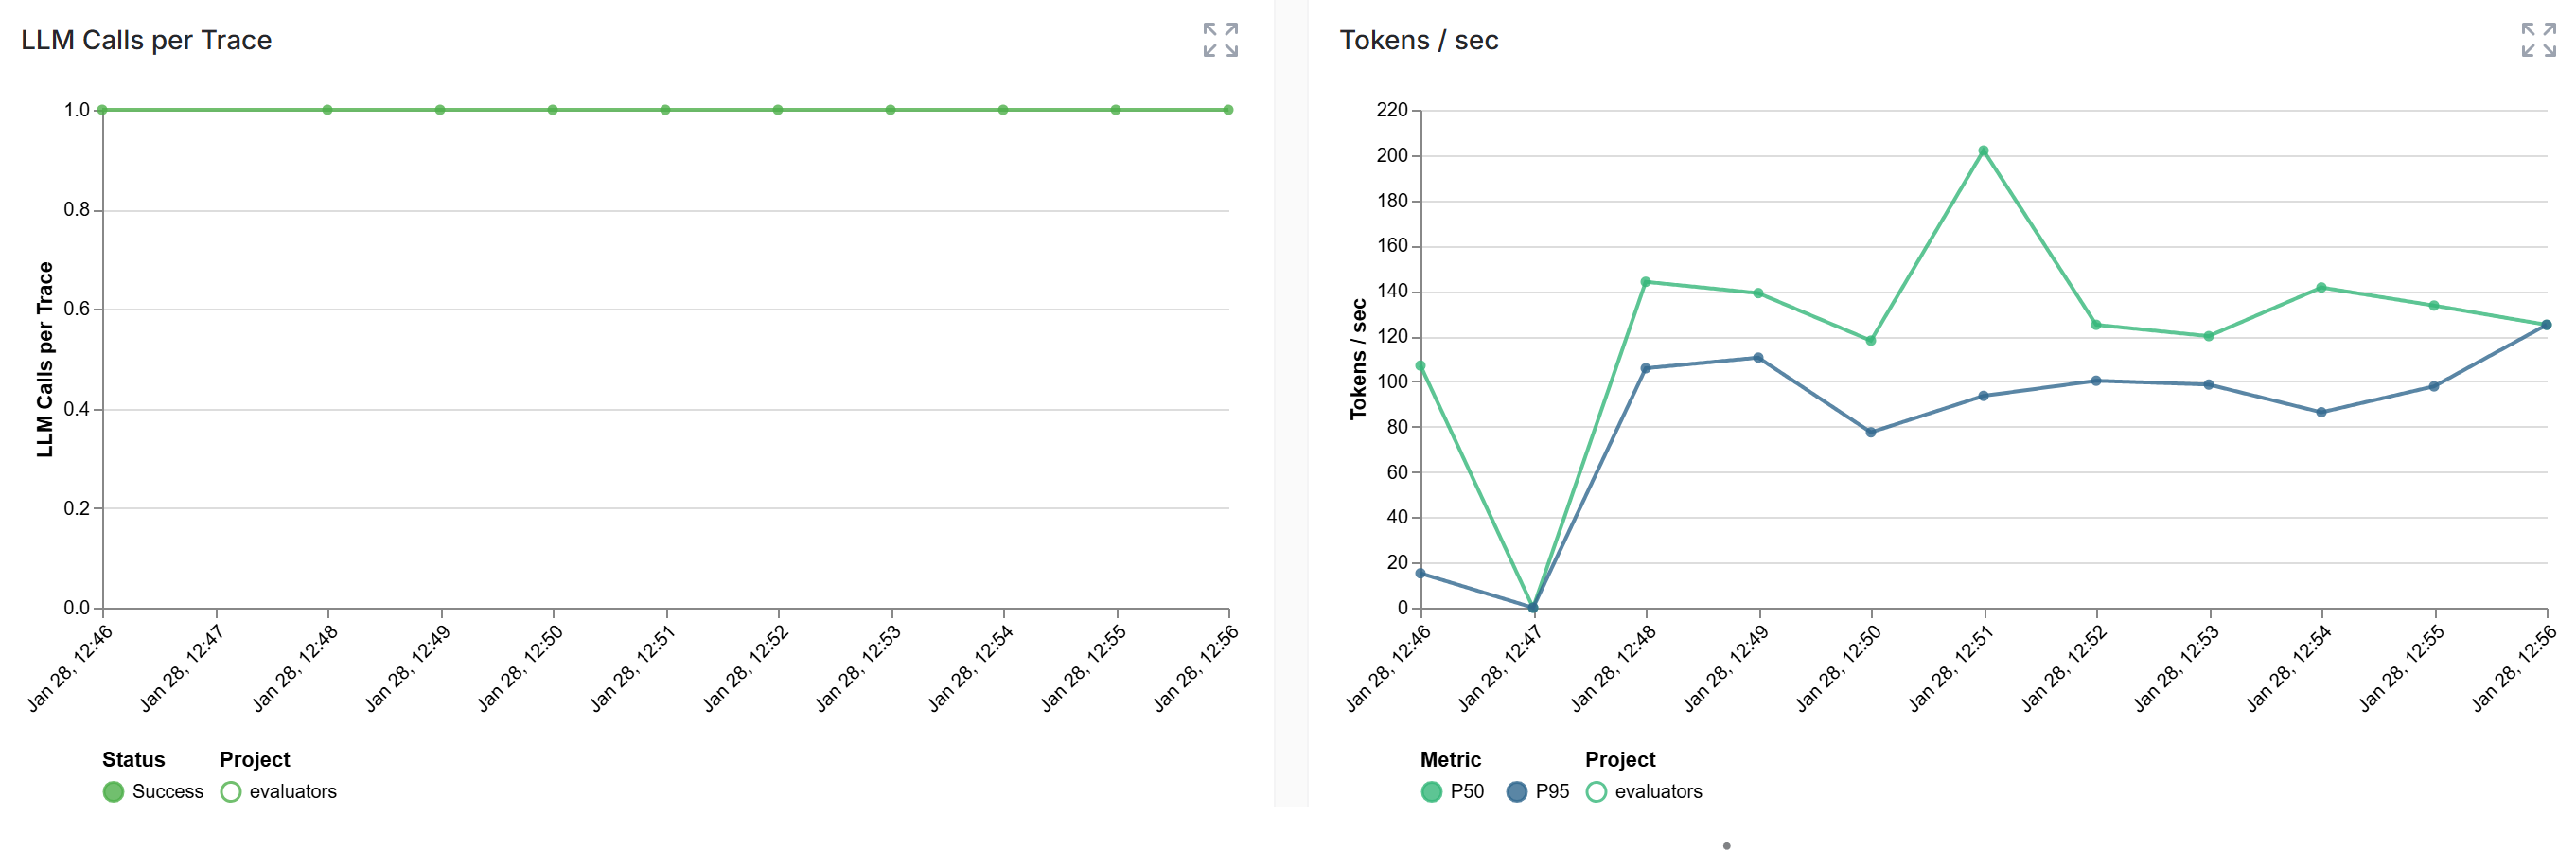 LLM Calls per Trace
1.0
0.8
0.6
0.4
0.2
0.0
LLM Calls per Trace
Jan 28, 12:46
Jan 28, 12:47
Jan 28, 12:48
Jan 28, 12:49
Jan 28, 12:50
Jan 28, 12:51
Jan 28, 12:52
Jan 28, 12:53
Jan 28, 12:54
Jan 28, 12:55
Jan 28, 12:56
Status Project
Success evaluators
Tokens / sec
220
200
180
160
140
120
100
80
60
40
20
0
Tokens / sec
Jan 28, 12:46
Jan 28, 12:47
Jan 28, 12:48
Jan 28, 12:49
Jan 28, 12:50
Jan 28, 12:51
Jan 28, 12:52
Jan 28, 12:53
Jan 28, 12:54
Jan 28, 12:55
Jan 28, 12:56
Metric Project
P50 P95 evaluators